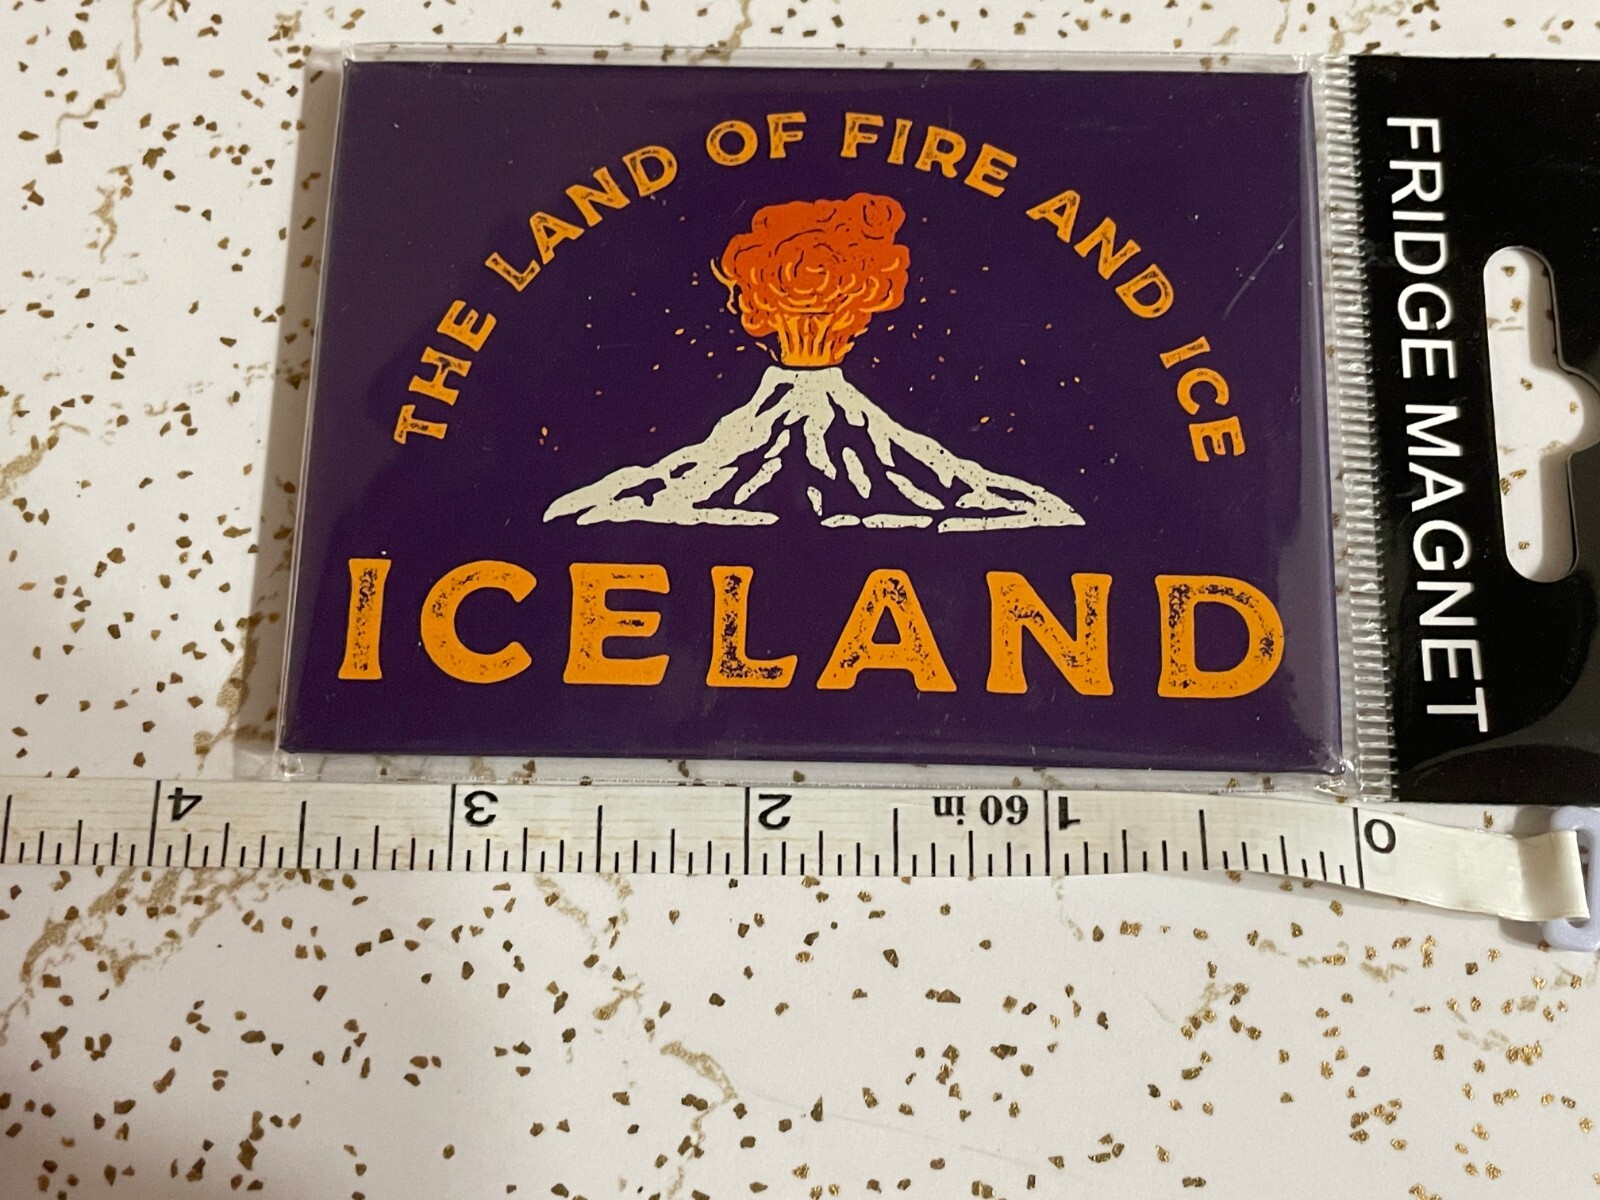 THE LAND OF FIRE AND ICE
ICELAND
FRIDGE MAGNET
4 3 2 60 in 1 0